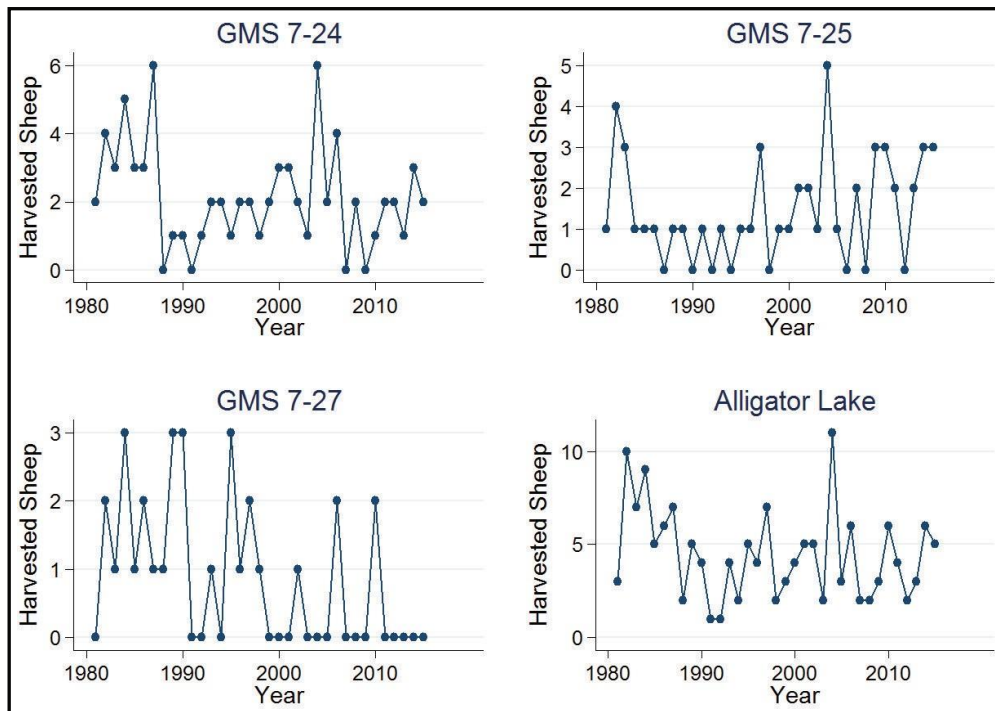 GMS 7-24
Harvested Sheep
6
4
2
0
1980 1990 2000 2010
Year
GMS 7-25
Harvested Sheep
5
4
3
2
1
0
1980 1990 2000 2010
Year
GMS 7-27
Harvested Sheep
3
2
1
0
1980 1990 2000 2010
Year
Alligator Lake
Harvested Sheep
10
5
0
1980 1990 2000 2010
Year